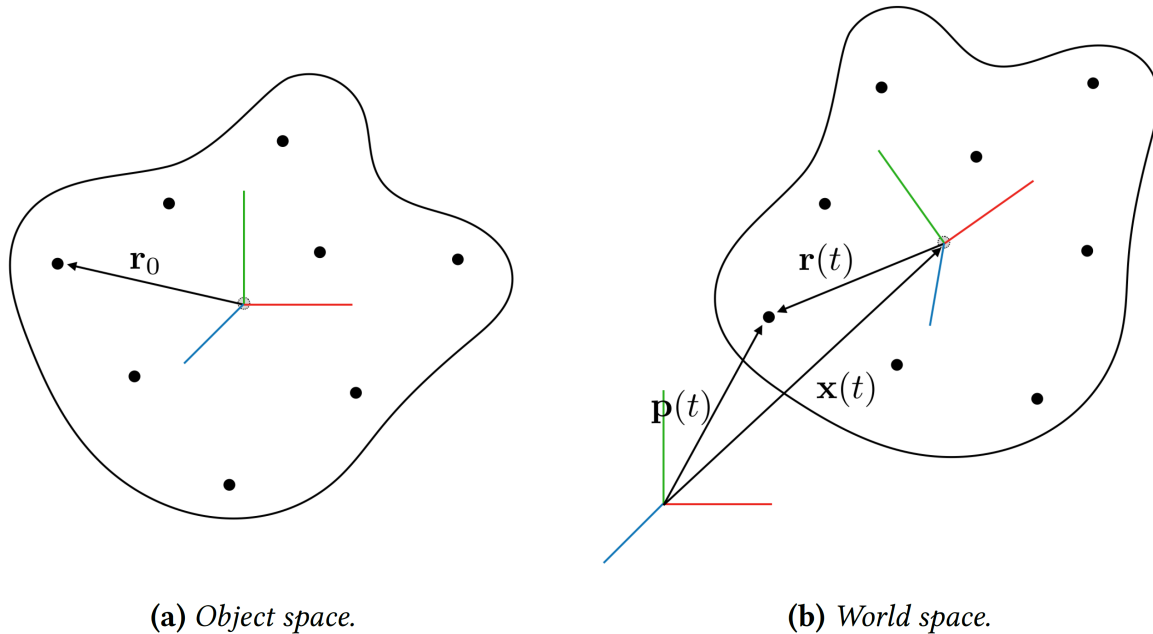 r0
r(t)
p(t)
x(t)
(a) Object space.
(b) World space.